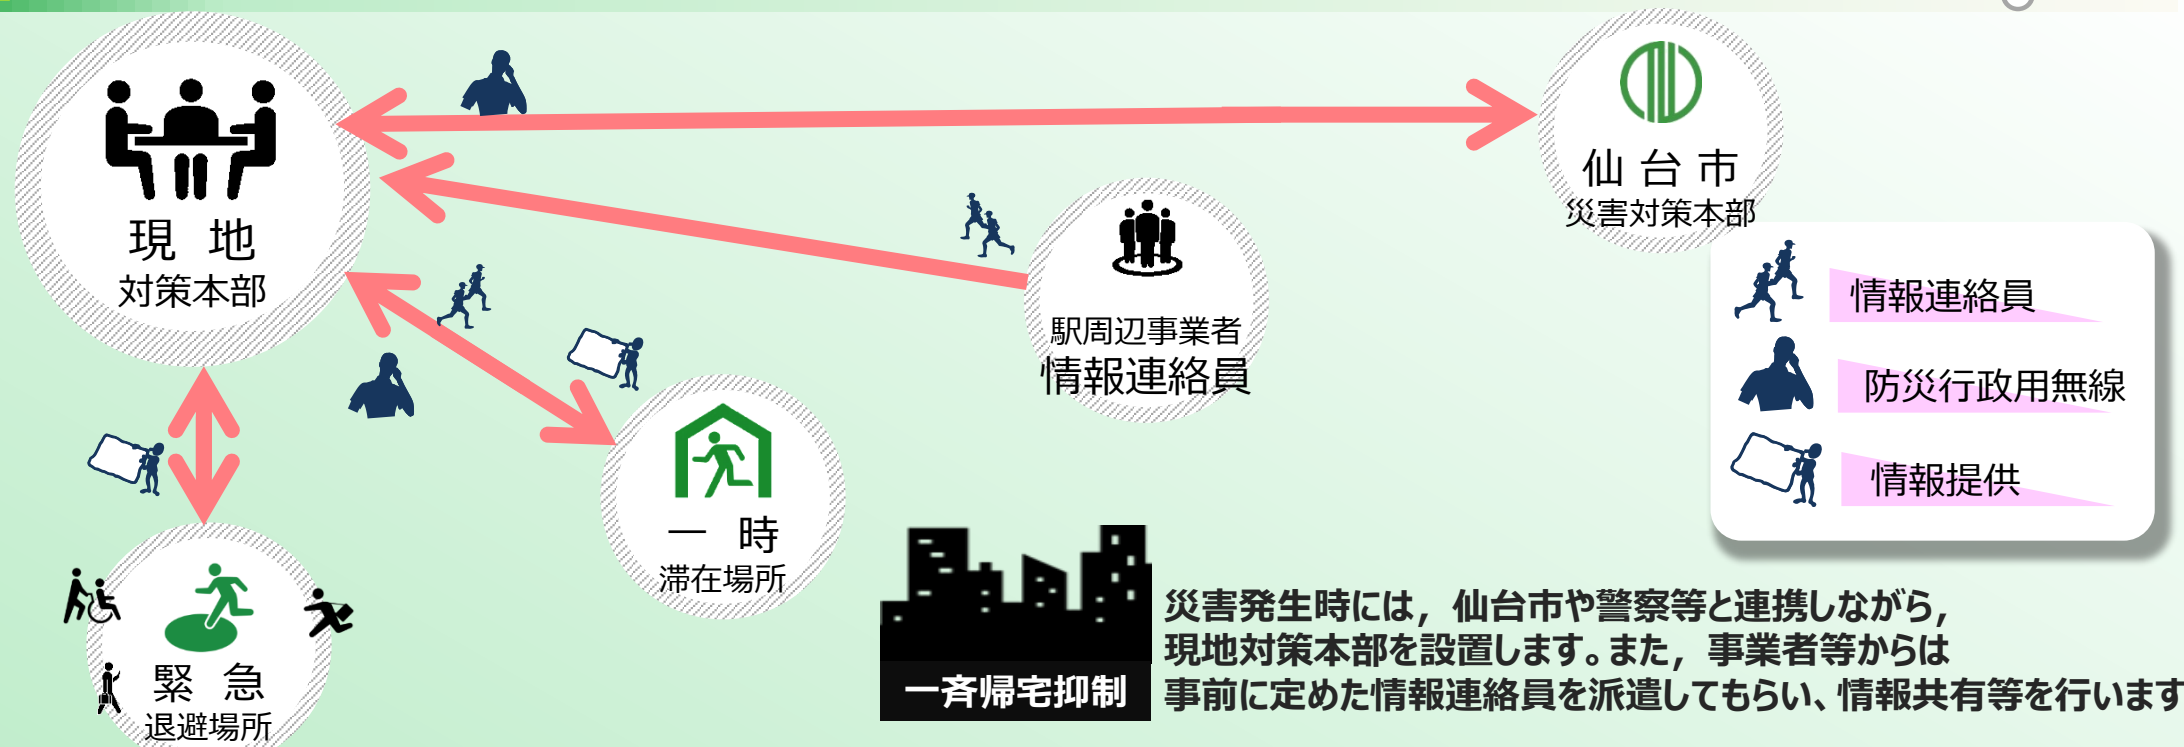 現 地
対策本部
仙 台 市
災害対策本部
駅周辺事業者
情報連絡員
情報連絡員
防災行政用無線
情報提供
一 時
滞在場所
緊 急
退避場所
一斉帰宅抑制
災害発生時には，仙台市や警察等と連携しながら，
現地対策本部を設置します。また，事業者等からは
事前に定めた情報連絡員を派遣してもらい、情報共有等を行います